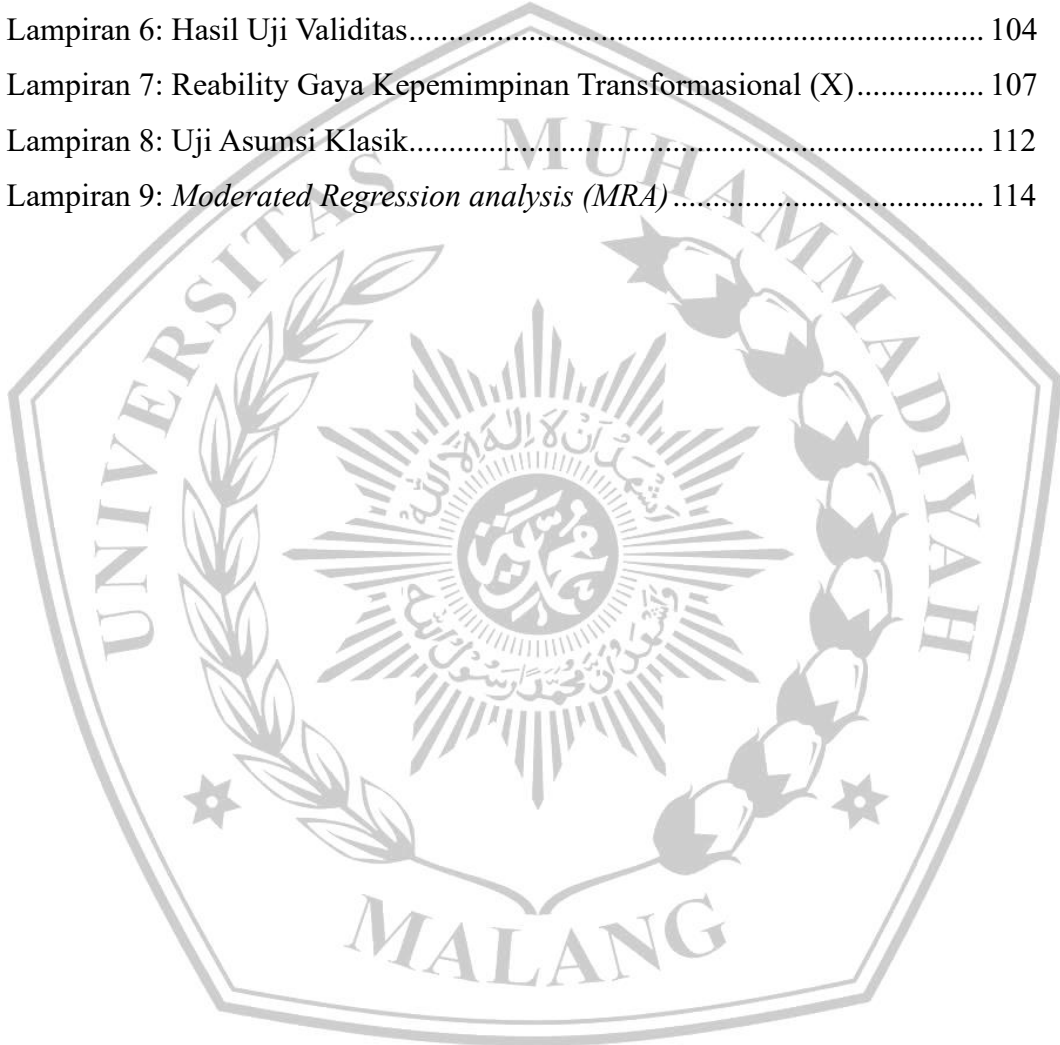 Lampiran 6: Hasil Uji Validitas....................................................................... 104
Lampiran 7: Reability Gaya Kepemimpinan Transformasional (X)................ 107
Lampiran 8: Uji Asumsi Klasik....................................................................... 112
Lampiran 9: Moderated Regression analysis (MRA)...................................... 114
UNIVERSITAS MUHAMMADIYAH
MALANG